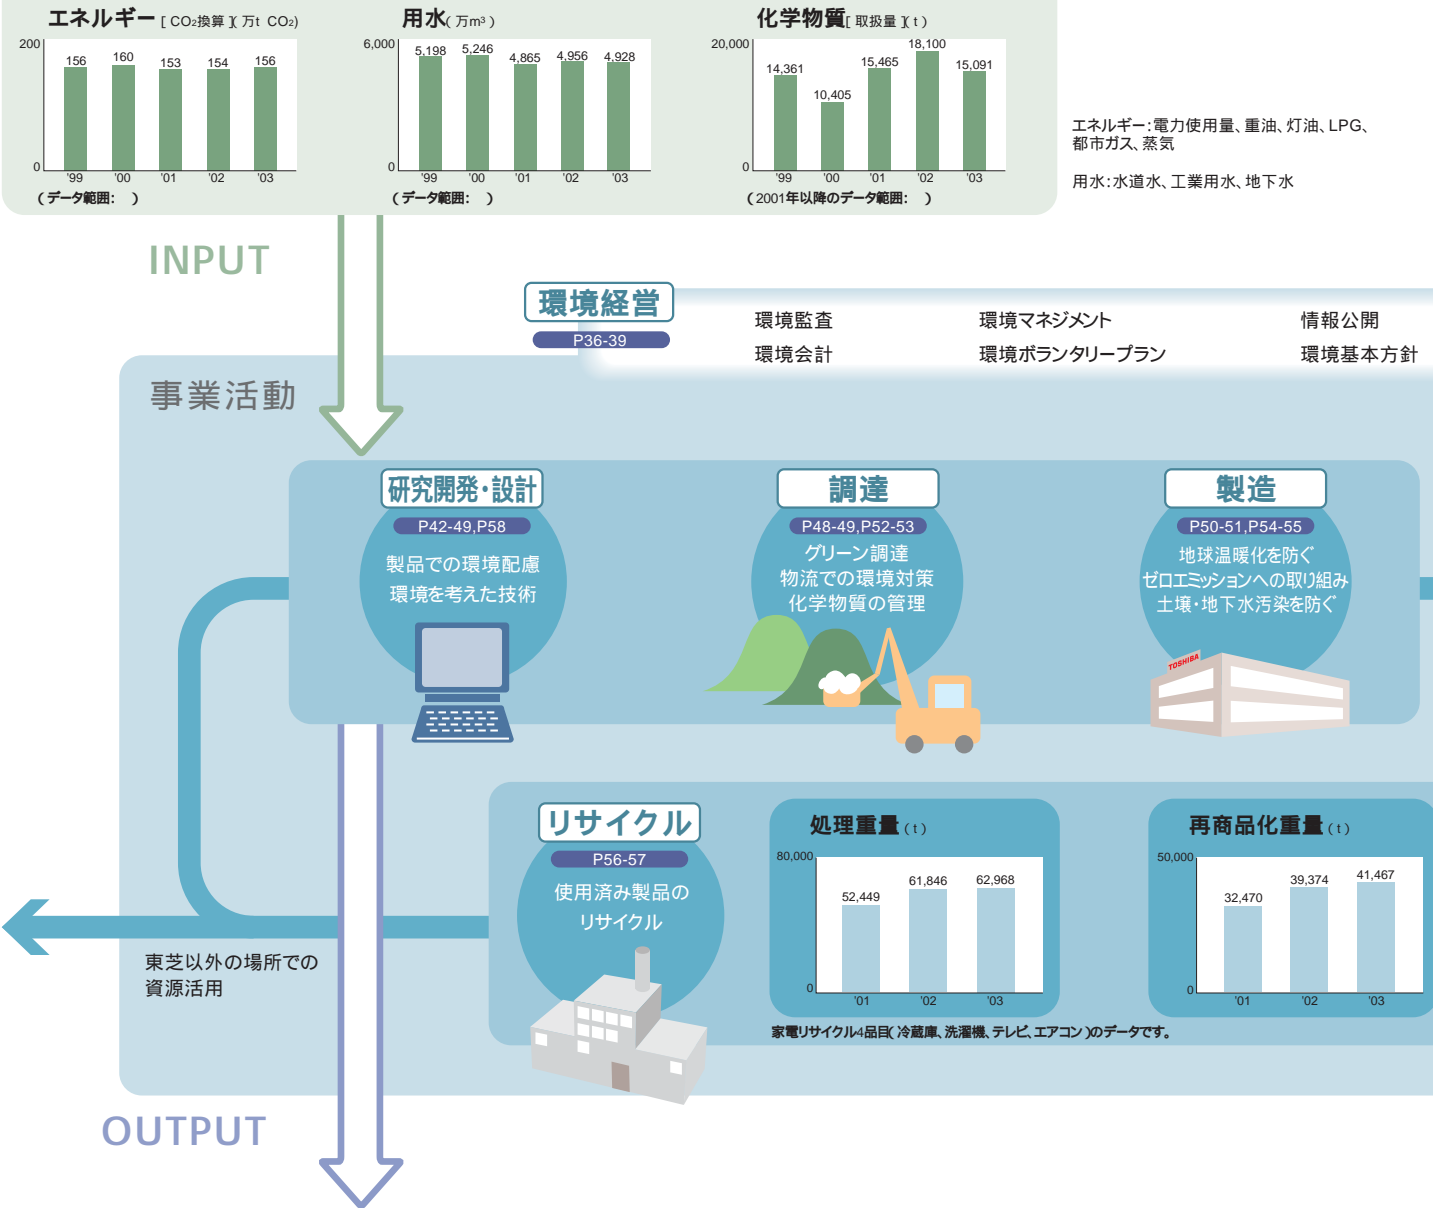 エネルギー［CO₂換算］（万t CO₂）
200
156
160
153
154
156
0
'99
'00
'01
'02
'03
（データ範囲：　）
用水（万m³）
6,000
5,198
5,246
4,865
4,956
4,928
0
'99
'00
'01
'02
'03
（データ範囲：　）
化学物質［取扱量］（t）
20,000
14,361
10,405
15,465
18,100
15,091
0
'99
'00
'01
'02
'03
（2001年以降のデータ範囲：　）
エネルギー：電力使用量、重油、灯油、LPG、
都市ガス、蒸気
用水：水道水、工業用水、地下水
INPUT
環境経営
P36-39
環境監査
環境マネジメント
情報公開
環境会計
環境ボランタリープラン
環境基本方針
事業活動
研究開発・設計
P42-49,P58
製品での環境配慮
環境を考えた技術
調達
P48-49,P52-53
グリーン調達
物流での環境対策
化学物質の管理
製造
P50-51,P54-55
地球温暖化を防ぐ
ゼロエミッションへの取り組み
土壌・地下水汚染を防ぐ
TOSHIBA
リサイクル
P56-57
使用済み製品の
リサイクル
処理重量（t）
80,000
52,449
61,846
62,968
0
'01
'02
'03
再商品化重量（t）
50,000
32,470
39,374
41,467
0
'01
'02
'03
家電リサイクル4品目（冷蔵庫、洗濯機、テレビ、エアコン）のデータです。
東芝以外の場所での
資源活用
OUTPUT